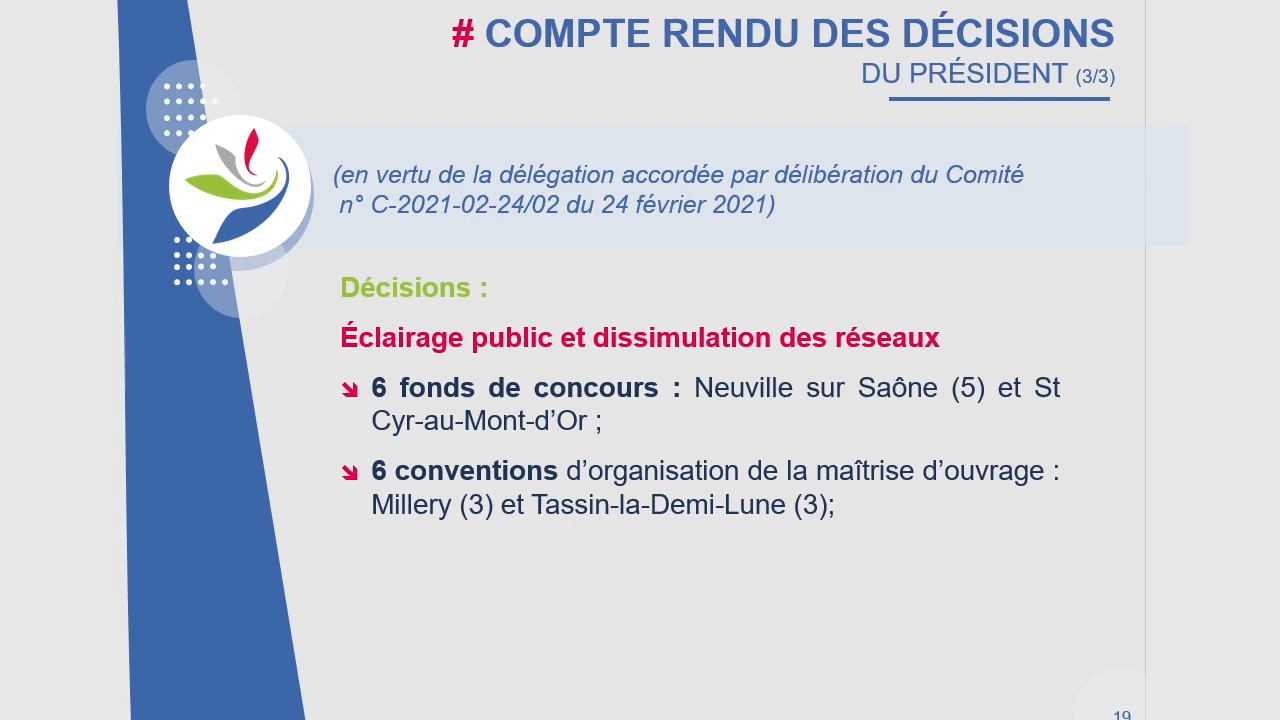 # COMPTE RENDU DES DÉCISIONS
DU PRÉSIDENT (3/3)
(en vertu de la délégation accordée par délibération du Comité
n° C-2021-02-24/02 du 24 février 2021)
Décisions :
Éclairage public et dissimulation des réseaux
6 fonds de concours : Neuville sur Saône (5) et St
Cyr-au-Mont-d’Or ;
6 conventions d’organisation de la maîtrise d’ouvrage :
Millery (3) et Tassin-la-Demi-Lune (3);
19